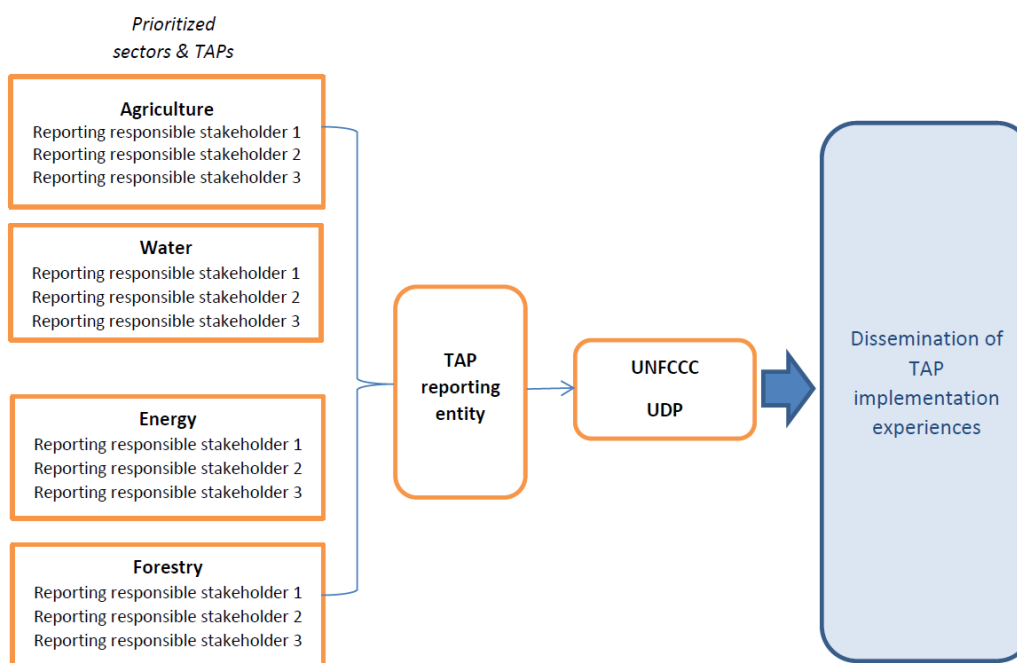 Prioritized
sectors & TAPs
Agriculture
Reporting responsible stakeholder 1
Reporting responsible stakeholder 2
Reporting responsible stakeholder 3
Water
Reporting responsible stakeholder 1
Reporting responsible stakeholder 2
Reporting responsible stakeholder 3
Energy
Reporting responsible stakeholder 1
Reporting responsible stakeholder 2
Reporting responsible stakeholder 3
Forestry
Reporting responsible stakeholder 1
Reporting responsible stakeholder 2
Reporting responsible stakeholder 3
TAP
reporting
entity
UNFCCC
UDP
Dissemination of
TAP
implementation
experiences